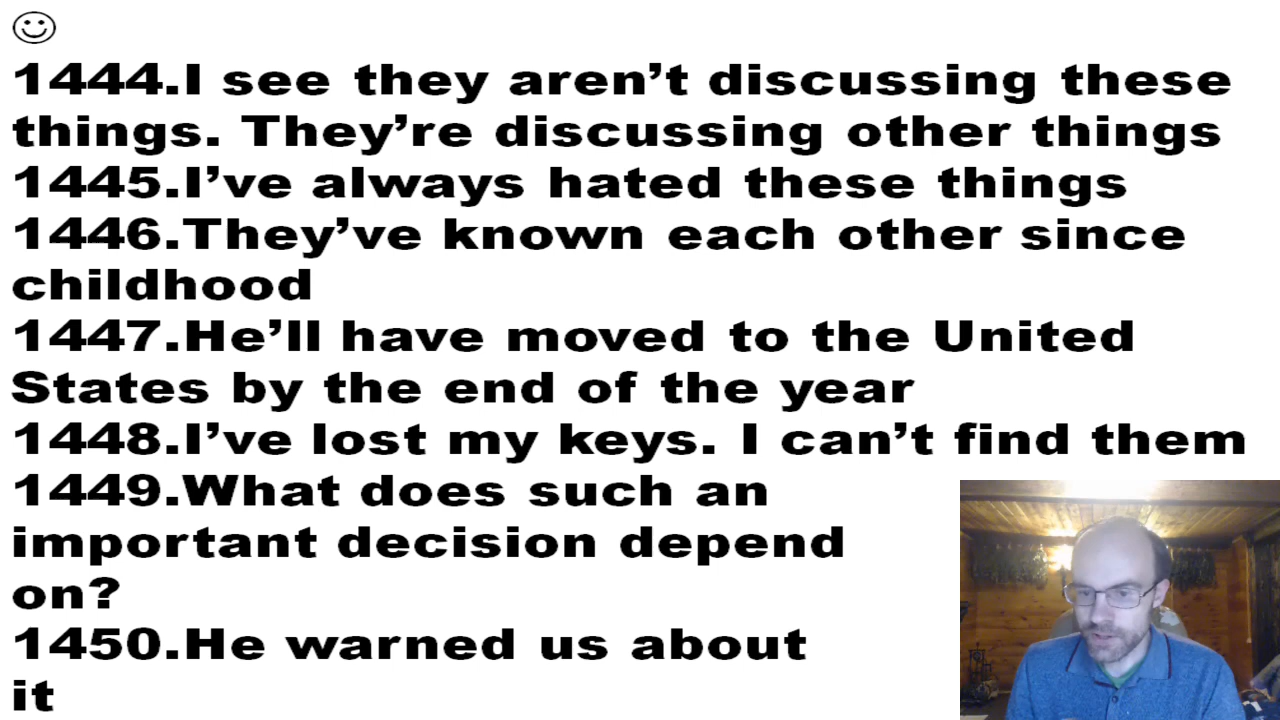 ☺
1444.I see they aren’t discussing these
things. They’re discussing other things
1445.I’ve always hated these things
1446.They’ve known each other since
childhood
1447.He’ll have moved to the United
States by the end of the year
1448.I’ve lost my keys. I can’t find them
1449.What does such an
important decision depend
on?
1450.He warned us about
it